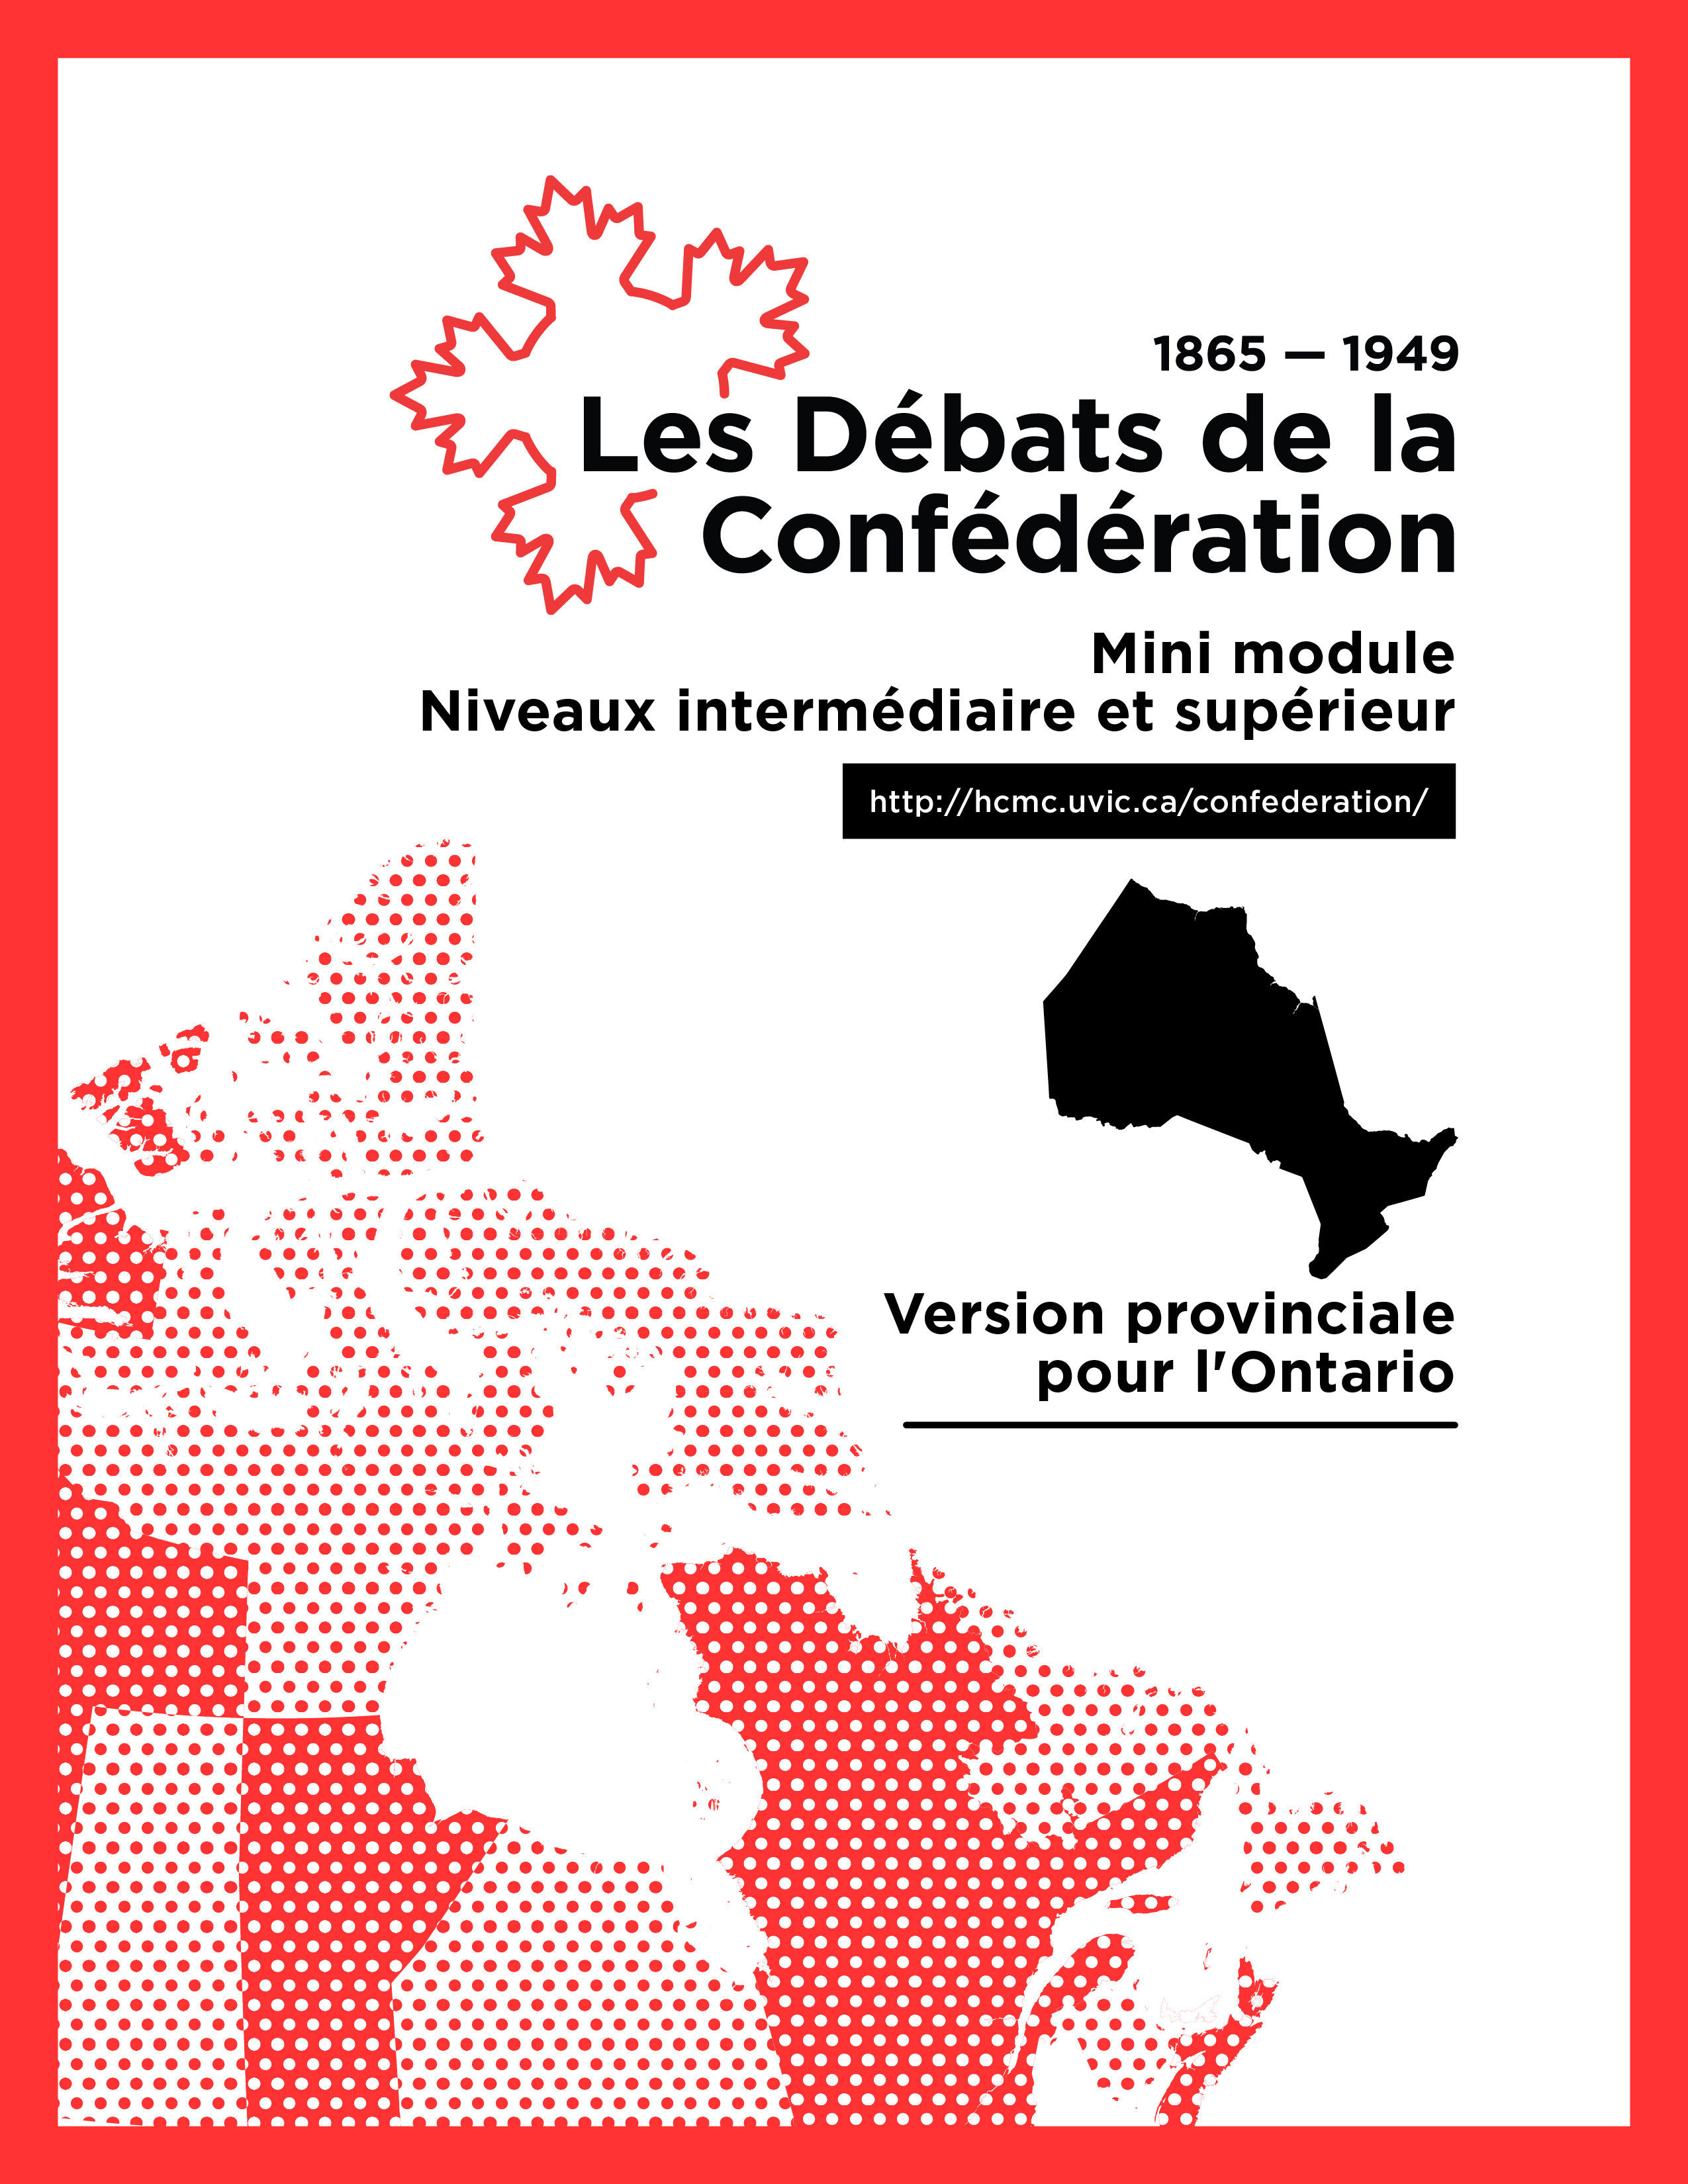 1865 — 1949
Les Débats de la
Confédération
Mini module
Niveaux intermédiaire et supérieur
http://hcmc.uvic.ca/confederation/
Version provinciale
pour l'Ontario